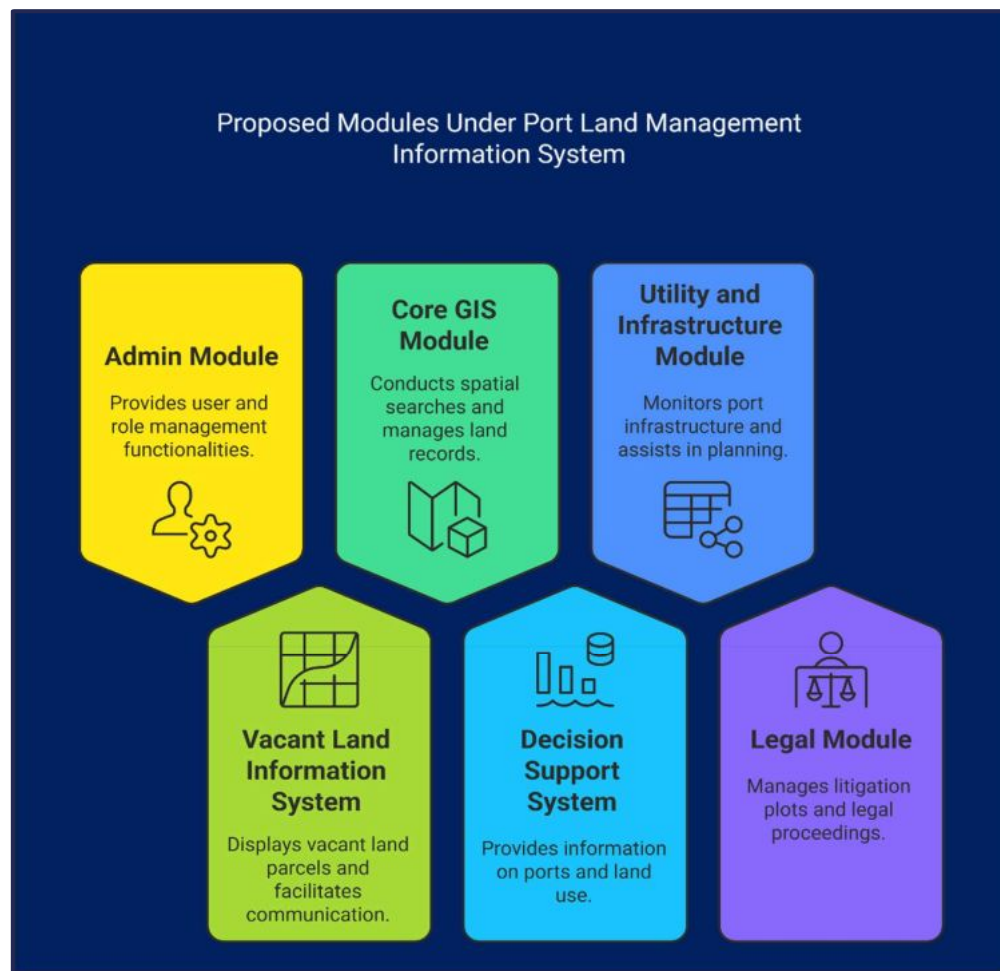 Proposed Modules Under Port Land Management
Information System
Admin Module
Provides user and
role management
functionalities.
Core GIS
Module
Conducts spatial
searches and
manages land
records.
Utility and
Infrastructure
Module
Monitors port
infrastructure and
assists in planning.
Vacant Land
Information
System
Displays vacant land
parcels and
facilitates
communication.
Decision
Support
System
Provides information
on ports and land
use.
Legal Module
Manages litigation
plots and legal
proceedings.